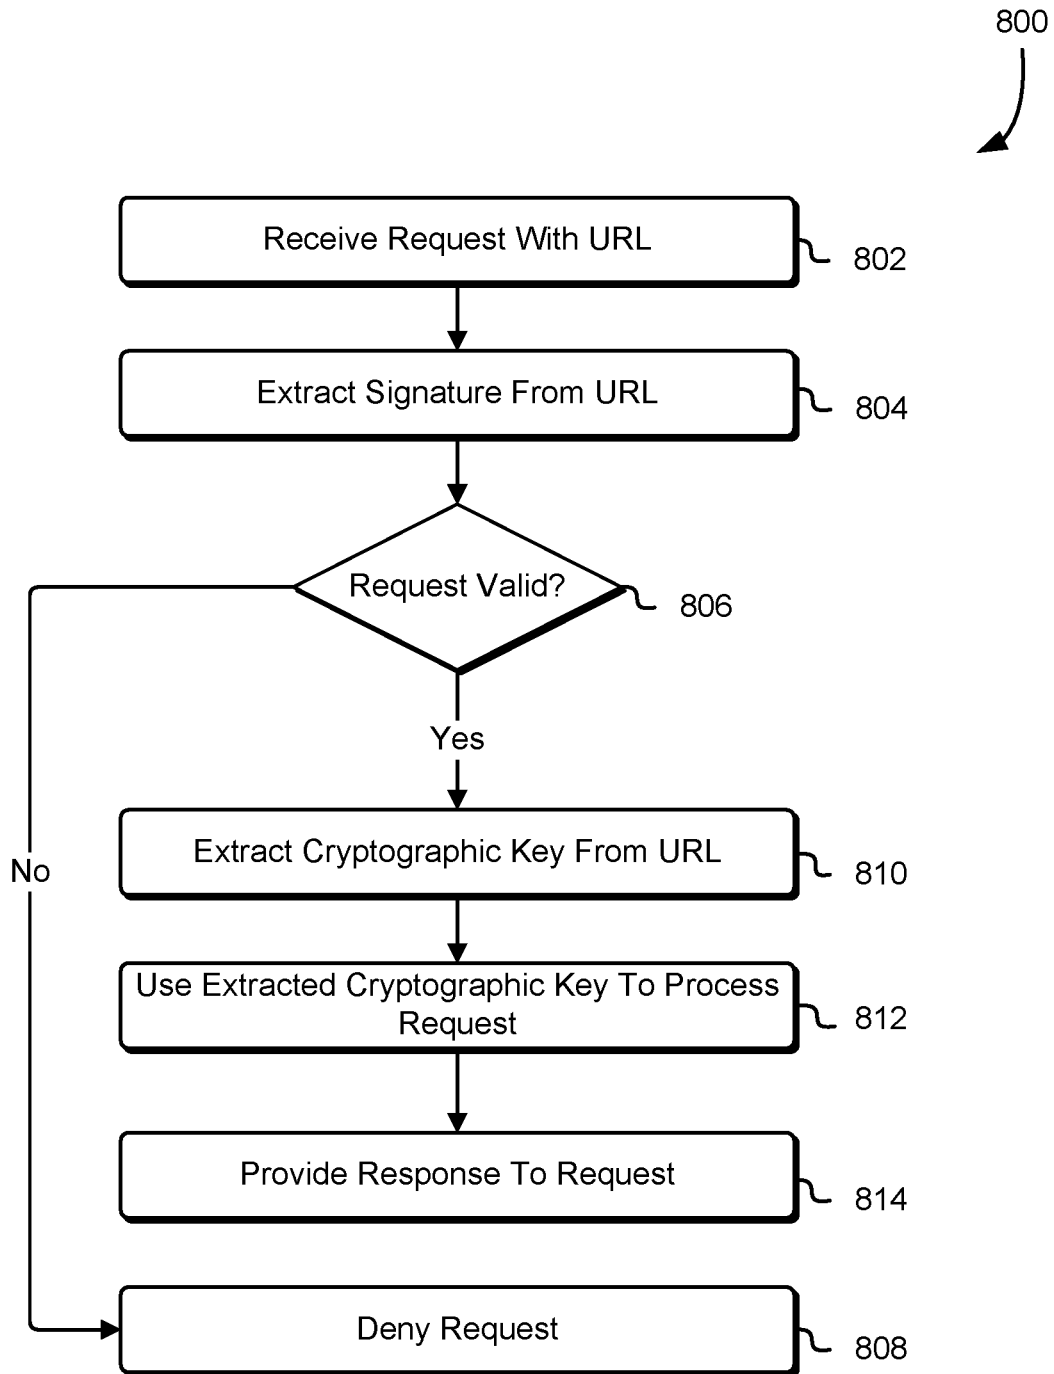 800
Receive Request With URL
802
Extract Signature From URL
804
Request Valid?
806
Yes
Extract Cryptographic Key From URL
810
No
Use Extracted Cryptographic Key To Process
Request
812
Provide Response To Request
814
Deny Request
808